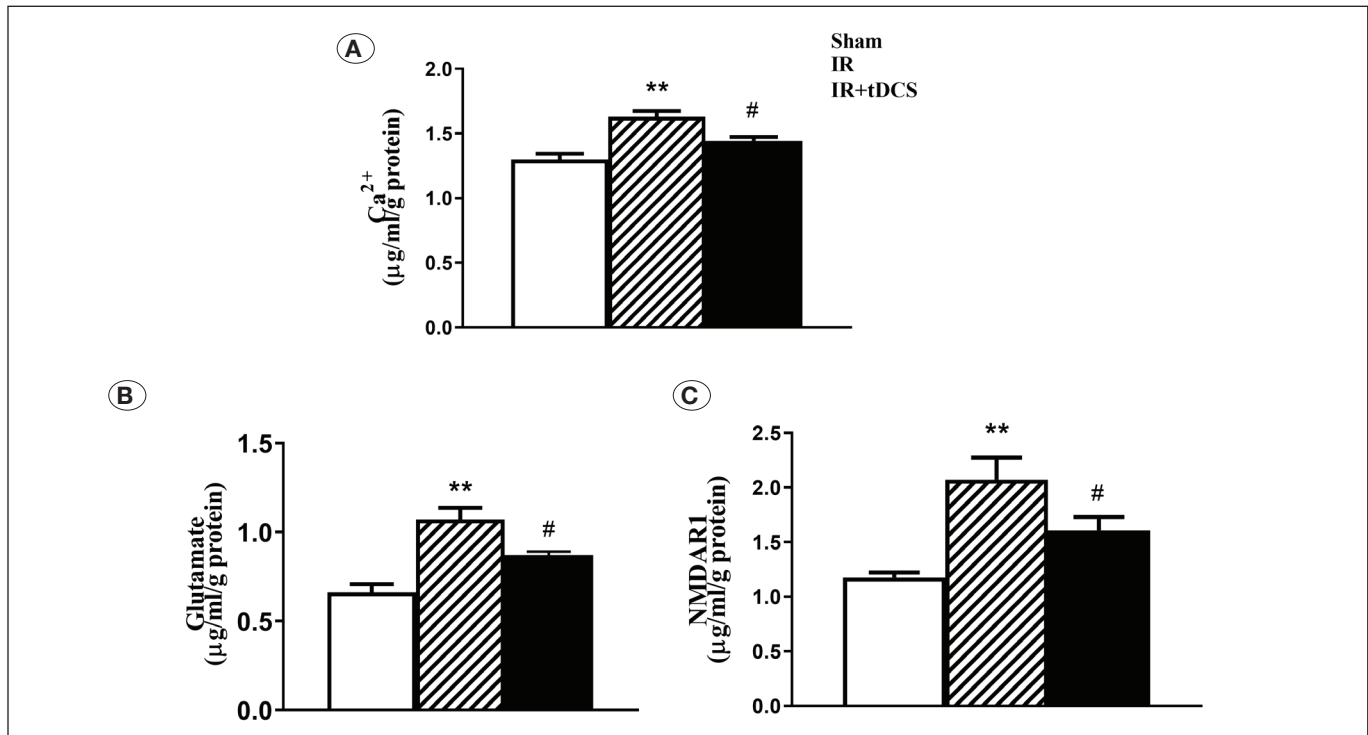 A
Sham
IR
IR+tDCS
Ca2+
(µg/ml/g protein)
2.0
1.5
1.0
0.5
0.0
**
#
B
Glutamate
(µg/ml/g protein)
1.5
1.0
0.5
0.0
**
#
C
NMDAR1
(µg/ml/g protein)
2.5
2.0
1.5
1.0
0.5
0.0
**
#